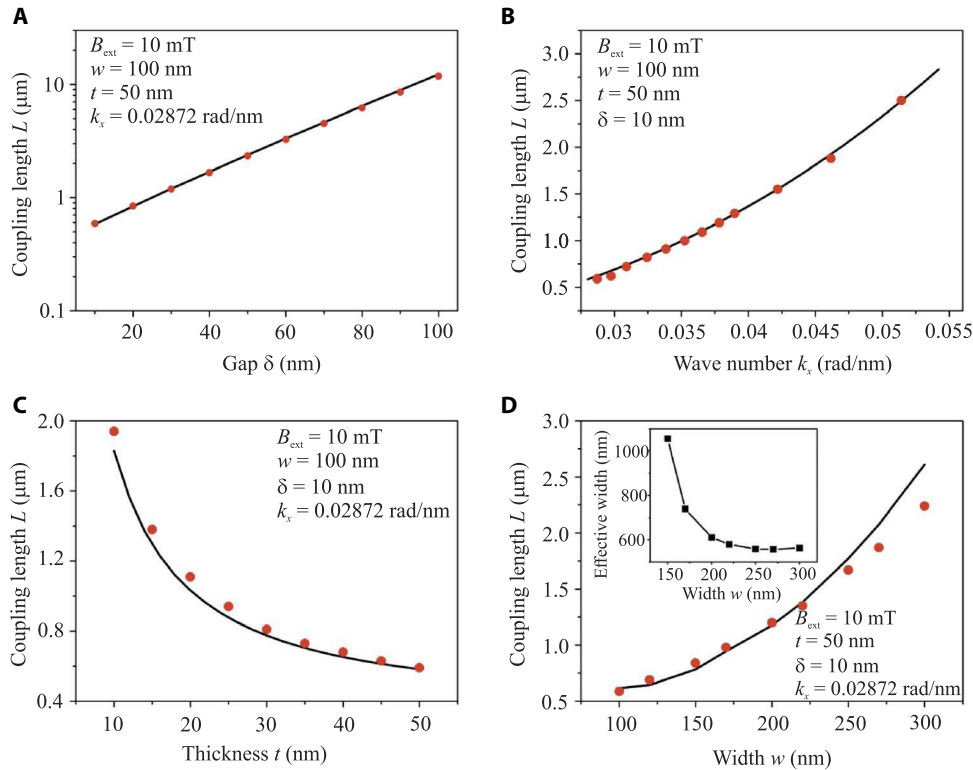 A
B_ext = 10 mT
w = 100 nm
t = 50 nm
k_x = 0.02872 rad/nm
10
1
0.1
20
40
60
80
100
Coupling length L (μm)
Gap δ (nm)
B
B_ext = 10 mT
w = 100 nm
t = 50 nm
δ = 10 nm
3.0
2.5
2.0
1.5
1.0
0.5
0.03
0.035
0.04
0.045
0.05
0.055
Coupling length L (μm)
Wave number k_x (rad/nm)
C
B_ext = 10 mT
w = 100 nm
δ = 10 nm
k_x = 0.02872 rad/nm
2.0
1.6
1.2
0.8
0.4
10
20
30
40
50
Coupling length L (μm)
Thickness t (nm)
D
3.0
2.5
2.0
1.5
1.0
0.5
100
150
200
250
300
Coupling length L (μm)
Width w (nm)
1000
800
600
150
200
250
300
Effective width (nm)
Width w (nm)
B_ext = 10 mT
t = 50 nm
δ = 10 nm
k_x = 0.02872 rad/nm